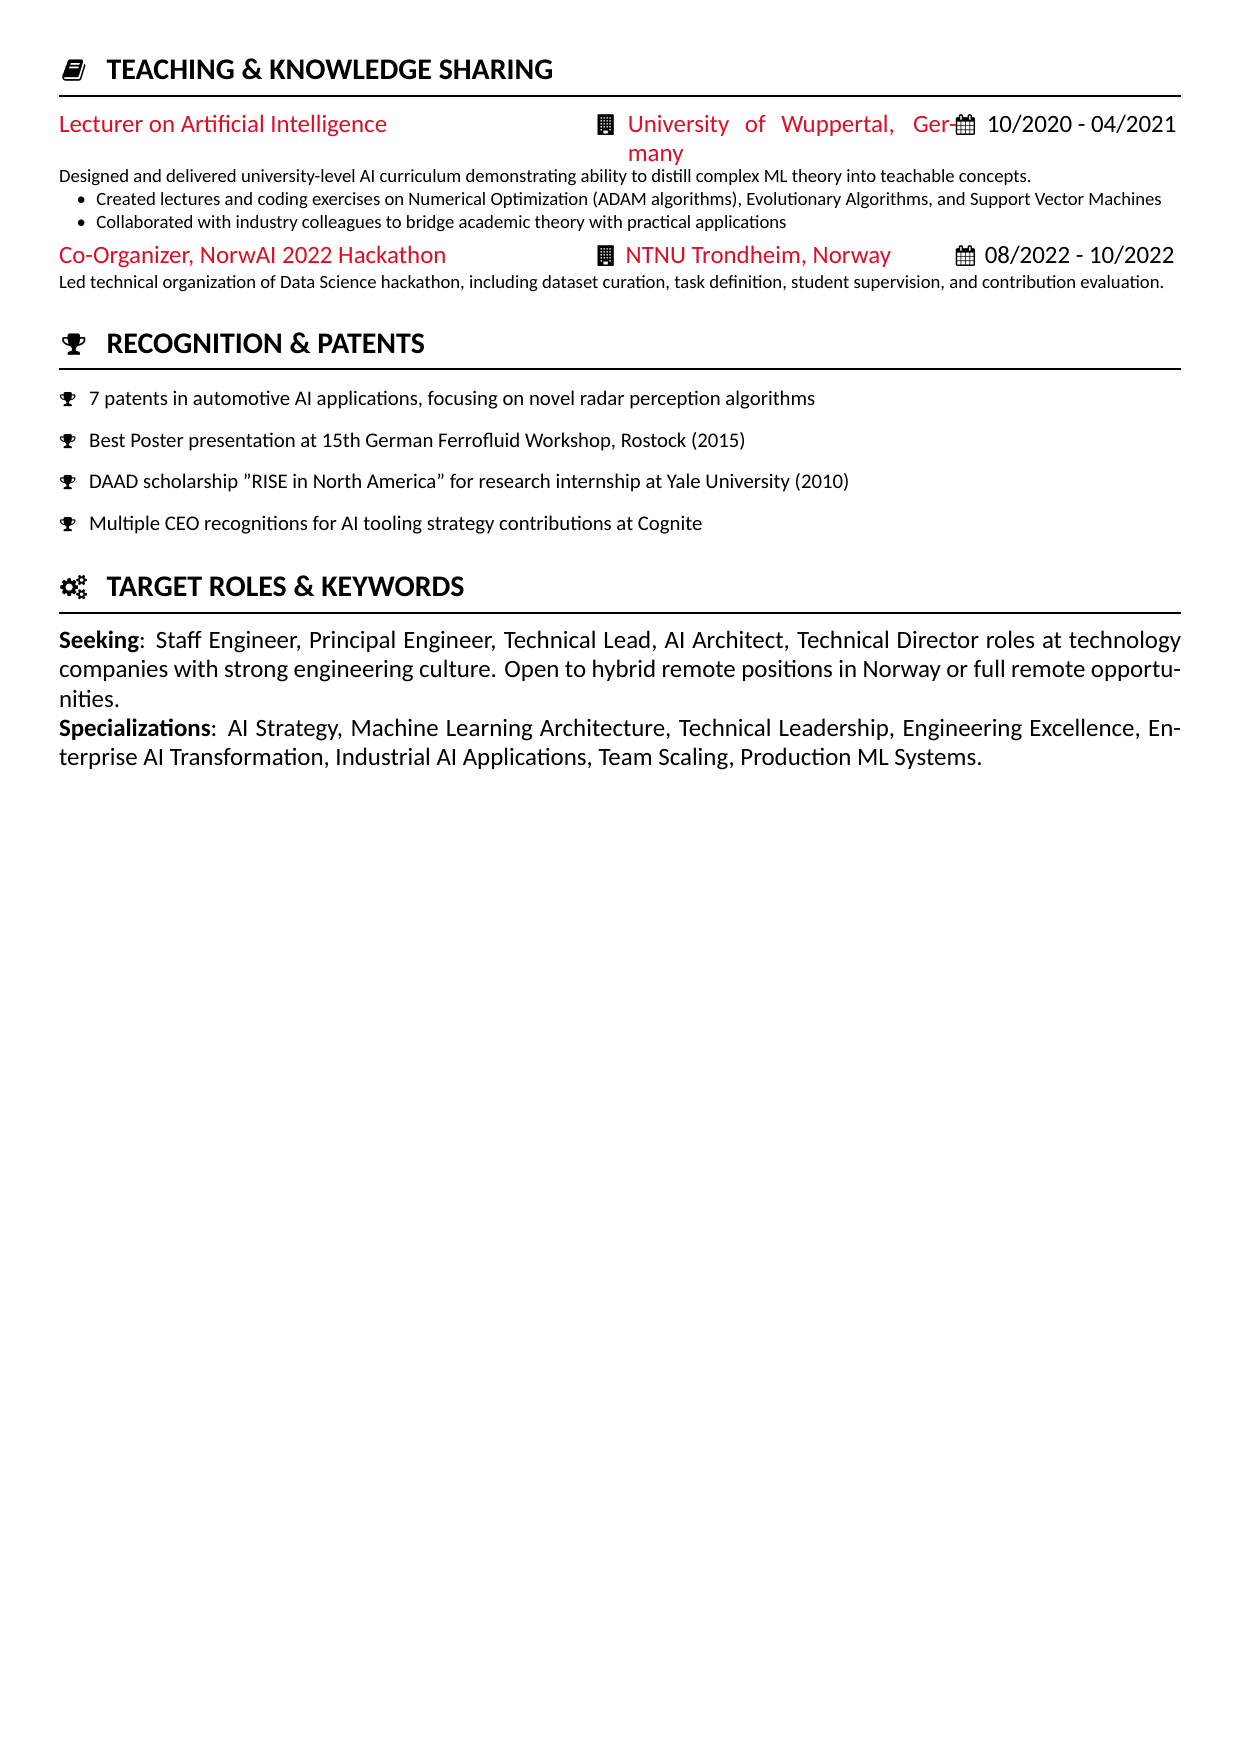 TEACHING & KNOWLEDGE SHARING
Lecturer on Artificial Intelligence University of Wuppertal, Ger- 10/2020 - 04/2021
many
Designed and delivered university-level AI curriculum demonstrating ability to distill complex ML theory into teachable concepts.
• Created lectures and coding exercises on Numerical Optimization (ADAM algorithms), Evolutionary Algorithms, and Support Vector Machines
• Collaborated with industry colleagues to bridge academic theory with practical applications
Co-Organizer, NorwAI 2022 Hackathon NTNU Trondheim, Norway 08/2022 - 10/2022
Led technical organization of Data Science hackathon, including dataset curation, task definition, student supervision, and contribution evaluation.
RECOGNITION & PATENTS
7 patents in automotive AI applications, focusing on novel radar perception algorithms
Best Poster presentation at 15th German Ferrofluid Workshop, Rostock (2015)
DAAD scholarship ”RISE in North America” for research internship at Yale University (2010)
Multiple CEO recognitions for AI tooling strategy contributions at Cognite
TARGET ROLES & KEYWORDS
Seeking: Staff Engineer, Principal Engineer, Technical Lead, AI Architect, Technical Director roles at technology
companies with strong engineering culture. Open to hybrid remote positions in Norway or full remote opportu-
nities.
Specializations: AI Strategy, Machine Learning Architecture, Technical Leadership, Engineering Excellence, En-
terprise AI Transformation, Industrial AI Applications, Team Scaling, Production ML Systems.